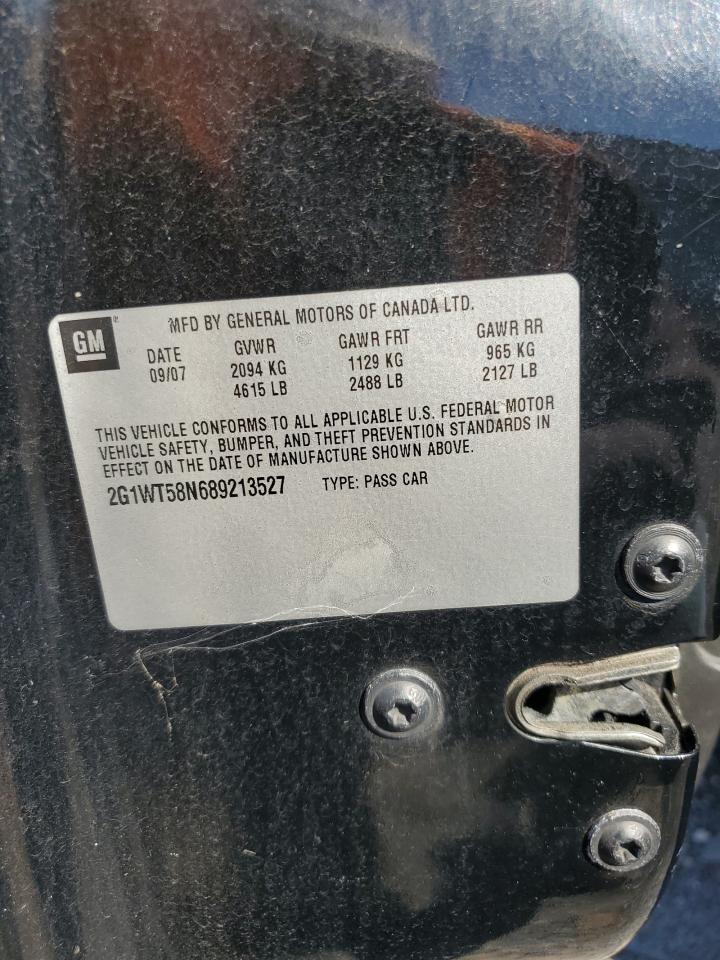 GM
MFD BY GENERAL MOTORS OF CANADA LTD.
DATE GVWR GAWR FRT GAWR RR
09/07 2094 KG 1129 KG 965 KG
4615 LB 2488 LB 2127 LB
THIS VEHICLE CONFORMS TO ALL APPLICABLE U.S. FEDERAL MOTOR
VEHICLE SAFETY, BUMPER, AND THEFT PREVENTION STANDARDS IN
EFFECT ON THE DATE OF MANUFACTURE SHOWN ABOVE.
2G1WT58N689213527 TYPE: PASS CAR